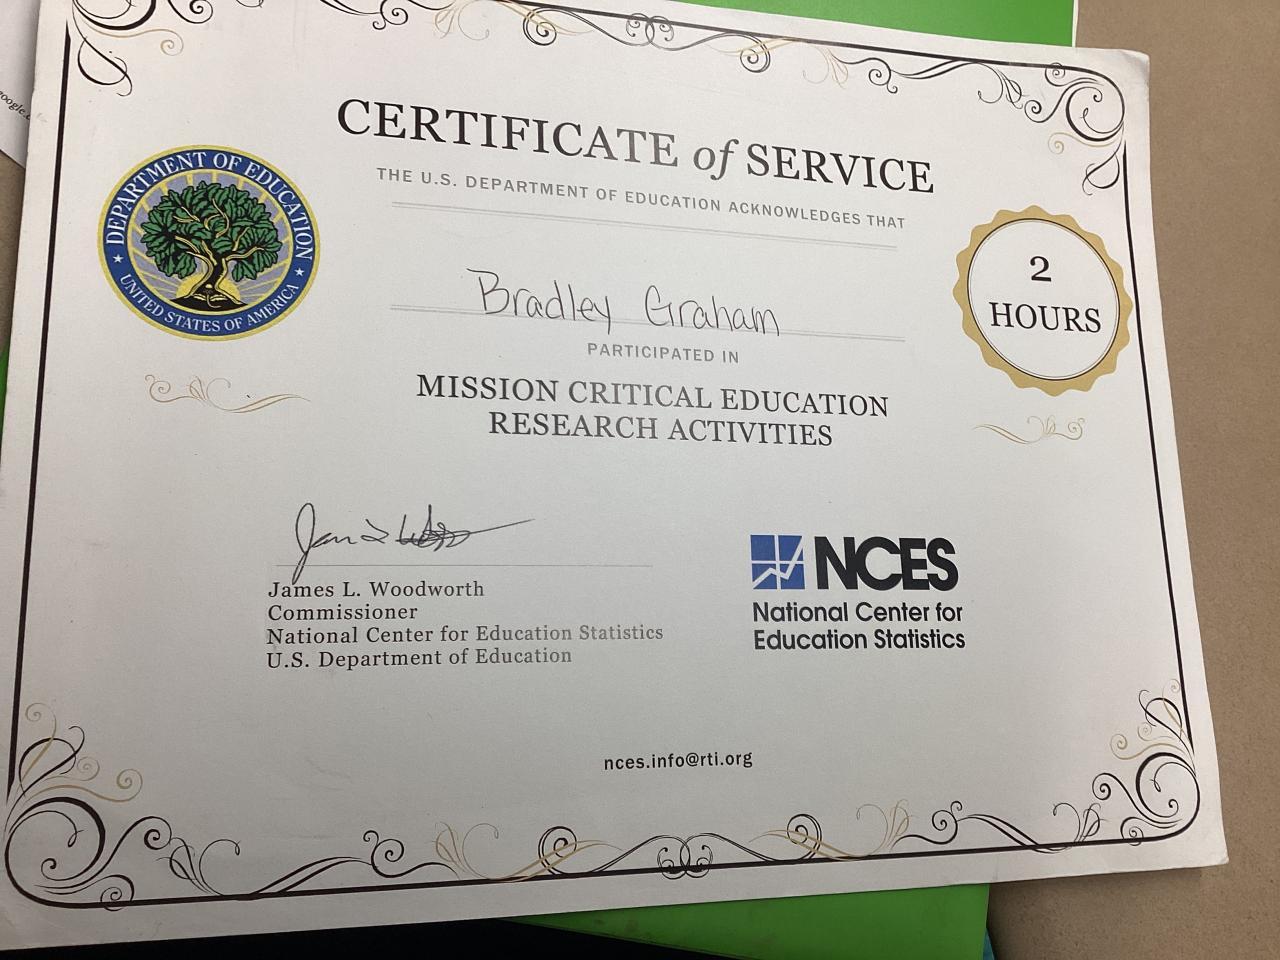 google.
CERTIFICATE of SERVICE
THE U.S. DEPARTMENT OF EDUCATION ACKNOWLEDGES THAT
DEPARTMENT OF EDUCATION
UNITED STATES OF AMERICA
2
HOURS
Bradley Graham
PARTICIPATED IN
MISSION CRITICAL EDUCATION
RESEARCH ACTIVITIES
James L. Woodworth
Commissioner
National Center for Education Statistics
U.S. Department of Education
NCES
National Center for
Education Statistics
nces.info@rti.org